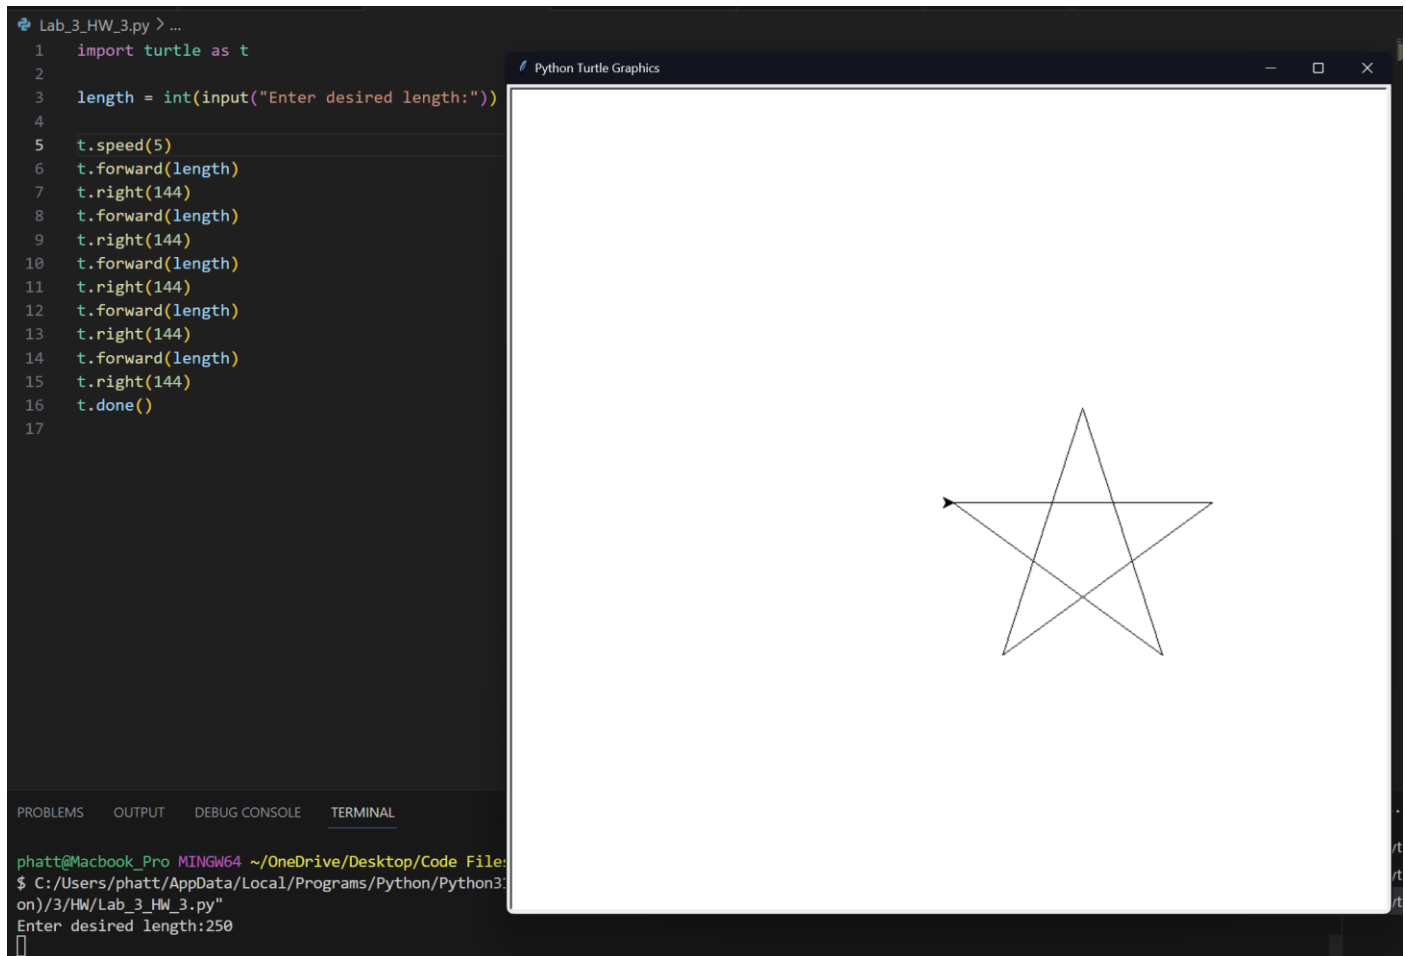 Lab_3_HW_3.py > ...
1 import turtle as t
2
3 length = int(input("Enter desired length:"))
4
5 t.speed(5)
6 t.forward(length)
7 t.right(144)
8 t.forward(length)
9 t.right(144)
10 t.forward(length)
11 t.right(144)
12 t.forward(length)
13 t.right(144)
14 t.forward(length)
15 t.right(144)
16 t.done()
17
Python Turtle Graphics
PROBLEMS OUTPUT DEBUG CONSOLE TERMINAL
phatt@Macbook_Pro MINGW64 ~/OneDrive/Desktop/Code File
$ C:/Users/phatt/AppData/Local/Programs/Python/Python3
on)/3/HW/Lab_3_HW_3.py"
Enter desired length:250